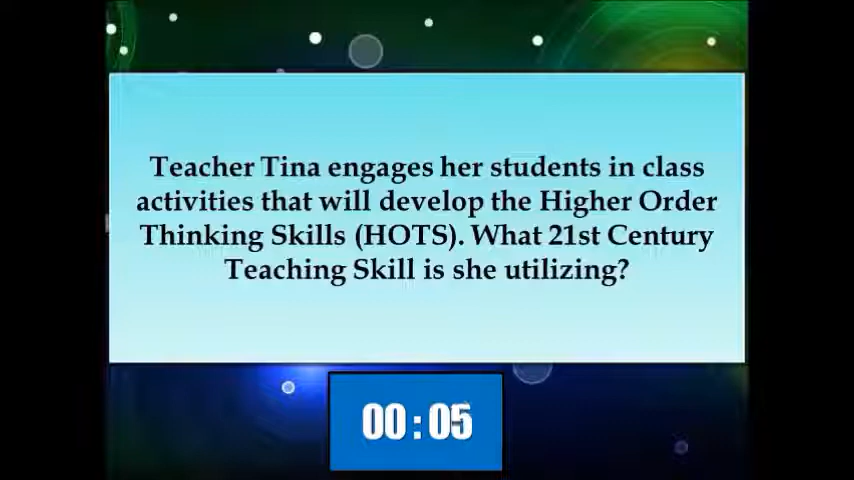 Teacher Tina engages her students in class
activities that will develop the Higher Order
Thinking Skills (HOTS). What 21st Century
Teaching Skill is she utilizing?
00:05